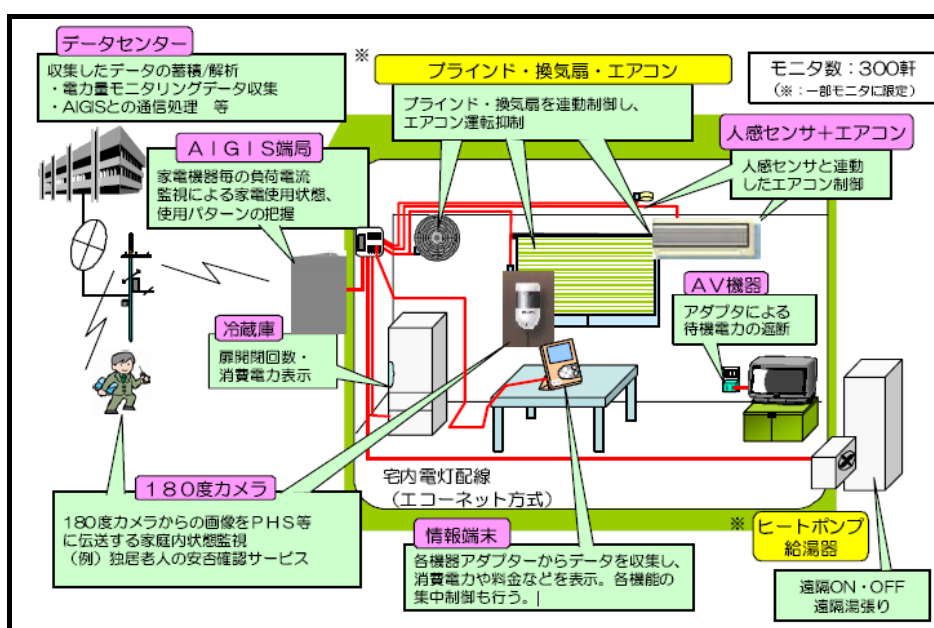 データセンター
収集したデータの蓄積/解析
・電力量モニタリングデータ収集
・AIGISとの通信処理　等
※
ブラインド・換気扇・エアコン
ブラインド・換気扇を連動制御し、
エアコン運転抑制
モニタ数：300軒
（※：一部モニタに限定）
人感センサ＋エアコン
人感センサと連動
したエアコン制御
ＡＩＧＩＳ端局
家電機器毎の負荷電流
監視による家電使用状態、
使用パターンの把握
ＡＶ機器
アダプタによる
待機電力の遮断
冷蔵庫
扉開閉回数・
消費電力表示
宅内電灯配線
（エコーネット方式）
１８０度カメラ
180度カメラからの画像をＰＨＳ等
に伝送する家庭内状態監視
（例）独居老人の安否確認サービス
情報端末
各機器アダプターからデータを収集し、
消費電力や料金などを表示。各機能の
集中制御も行う。
※
ヒートポンプ
給湯器
遠隔ON・OFF
遠隔湯張り